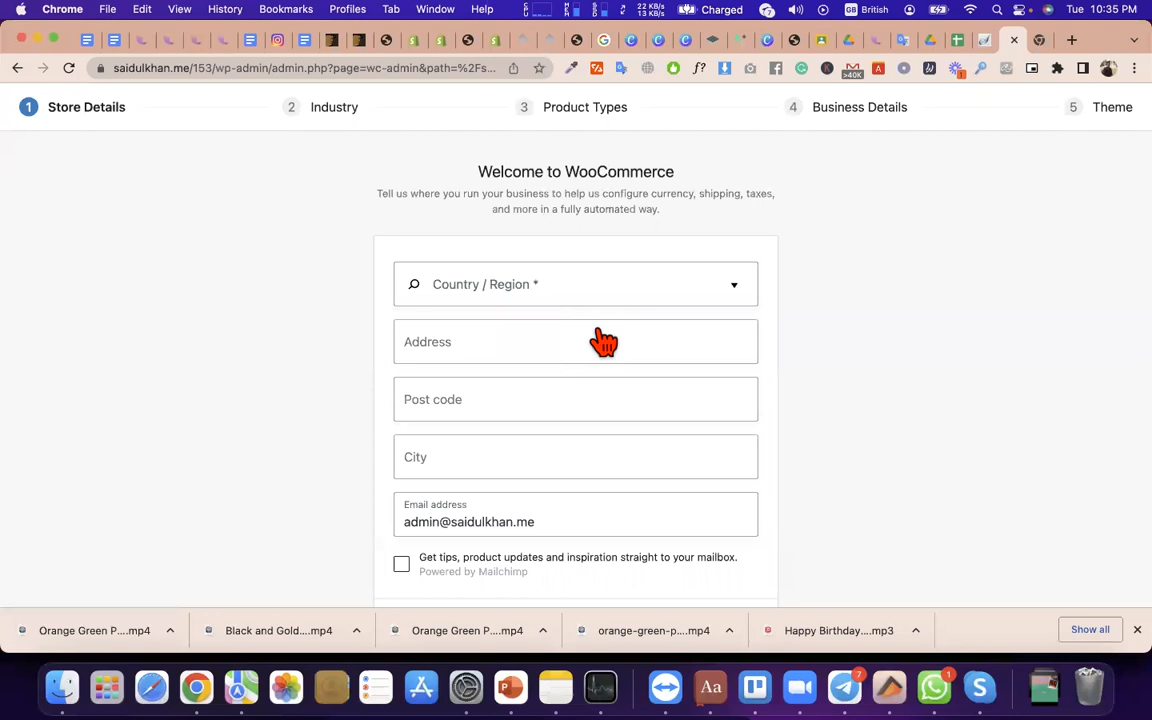 Chrome File Edit View History Bookmarks Profiles Tab Window Help 22 KB/s 13 KB/s Charged British Tue 10:35 PM
saidulkhan.me/153/wp-admin/admin.php?page=wc-admin&path=%2Fs...
1 Store Details 2 Industry 3 Product Types 4 Business Details 5 Theme
Welcome to WooCommerce
Tell us where you run your business to help us configure currency, shipping, taxes,
and more in a fully automated way.
Country / Region *
Address
Post code
City
Email address
admin@saidulkhan.me
Get tips, product updates and inspiration straight to your mailbox.
Powered by Mailchimp
Orange Green P....mp4 Black and Gold....mp4 Orange Green P....mp4 orange-green-p....mp4 Happy Birthday....mp3 Show all